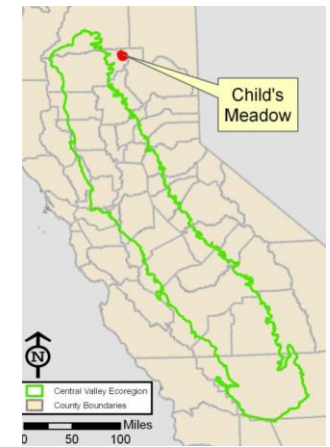 Child's
Meadow
N
Central Valley Ecoregion
County Boundaries
Miles
0 50 100